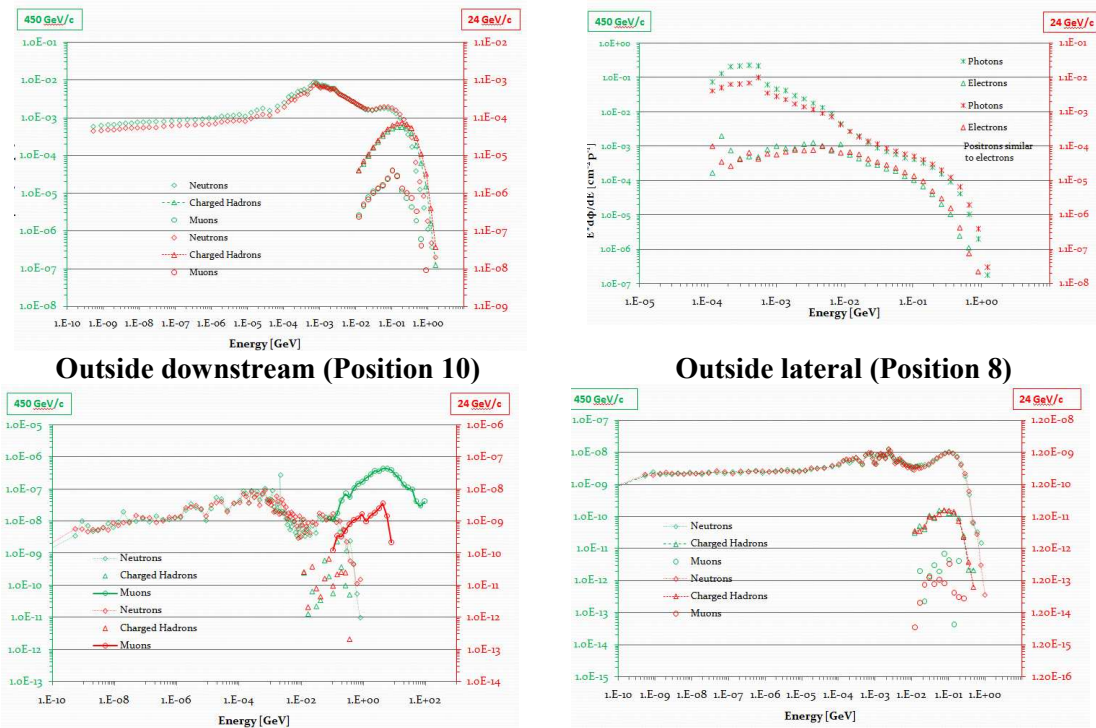 450 GeV/c
24 GeV/c
1.0E-01
1.0E-02
1.0E-03
1.0E-04
1.0E-05
1.0E-06
1.0E-07
1.0E-08
1.1E-02
1.1E-03
1.1E-04
1.1E-05
1.1E-06
1.1E-07
1.1E-08
1.1E-09
Neutrons
Charged Hadrons
Muons
Neutrons
Charged Hadrons
Muons
1.E-10 1.E-09 1.E-08 1.E-07 1.E-06 1.E-05 1.E-04 1.E-03 1.E-02 1.E-01 1.E+00
Energy [GeV]
450 GeV/c
24 GeV/c
E*dφ/dE [cm⁻² p⁻¹]
1.0E+00
1.0E-01
1.0E-02
1.0E-03
1.0E-04
1.0E-05
1.0E-06
1.0E-07
1.1E-01
1.1E-02
1.1E-03
1.1E-04
1.1E-05
1.1E-06
1.1E-07
1.1E-08
Photons
Electrons
Photons
Electrons
Positrons similar
to electrons
1.E-05 1.E-04 1.E-03 1.E-02 1.E-01 1.E+00
Energy [GeV]
Outside downstream (Position 10)
Outside lateral (Position 8)
450 GeV/c
24 GeV/c
1.0E-05
1.0E-06
1.0E-07
1.0E-08
1.0E-09
1.0E-10
1.0E-11
1.0E-12
1.0E-13
1.0E-06
1.0E-07
1.0E-08
1.0E-09
1.0E-10
1.0E-11
1.0E-12
1.0E-13
1.0E-14
Neutrons
Charged Hadrons
Muons
Neutrons
Charged Hadrons
Muons
1.E-10 1.E-08 1.E-06 1.E-04 1.E-02 1.E+00 1.E+02
Energy [GeV]
450 GeV/c
24 GeV/c
1.0E-07
1.0E-08
1.0E-09
1.0E-10
1.0E-11
1.0E-12
1.0E-13
1.0E-14
1.0E-15
1.20E-08
1.20E-09
1.20E-10
1.20E-11
1.20E-12
1.20E-13
1.20E-14
1.20E-15
1.20E-16
Neutrons
Charged Hadrons
Muons
Neutrons
Charged Hadrons
Muons
1.E-10 1.E-09 1.E-08 1.E-07 1.E-06 1.E-05 1.E-04 1.E-03 1.E-02 1.E-01 1.E+00
Energy [GeV]